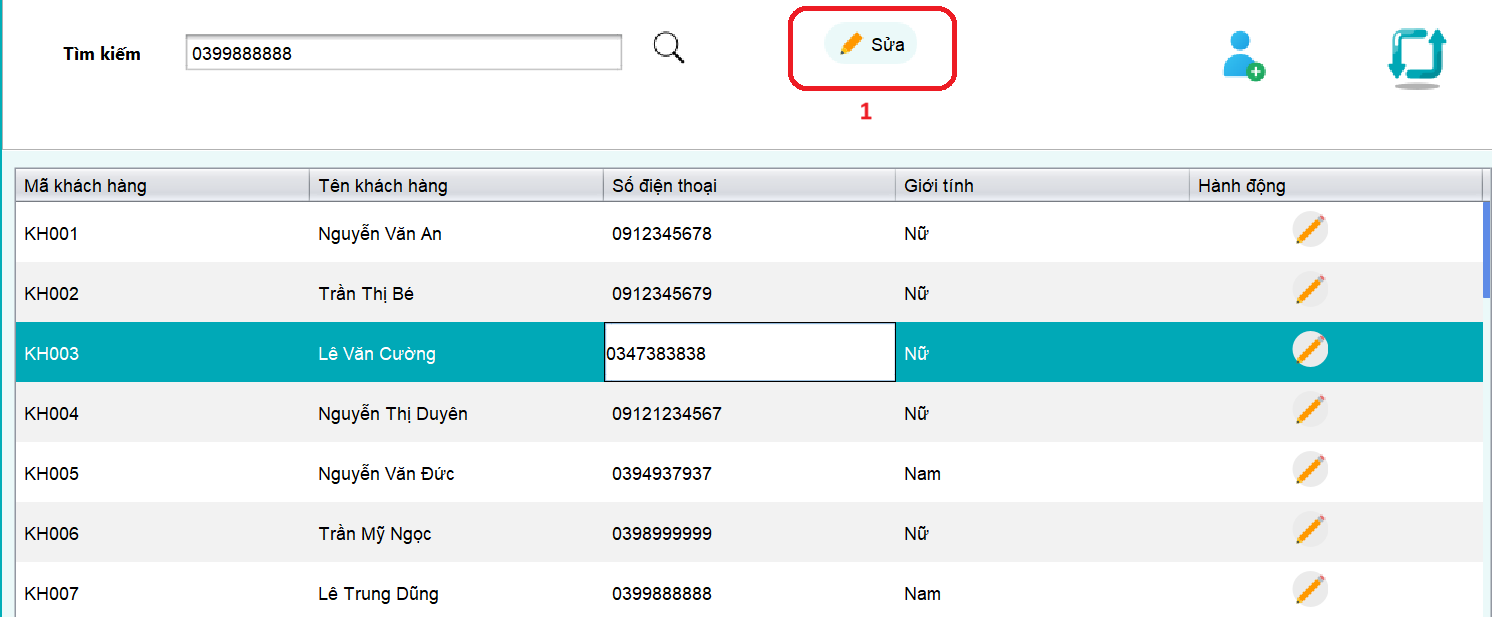 Tìm kiếm 0399888888 Sửa
1
Mã khách hàng Tên khách hàng Số điện thoại Giới tính Hành động
KH001 Nguyễn Văn An 0912345678 Nữ
KH002 Trần Thị Bé 0912345679 Nữ
KH003 Lê Văn Cường 0347383838 Nữ
KH004 Nguyễn Thị Duyên 09121234567 Nữ
KH005 Nguyễn Văn Đức 0394937937 Nam
KH006 Trần Mỹ Ngọc 0398999999 Nữ
KH007 Lê Trung Dũng 0399888888 Nam